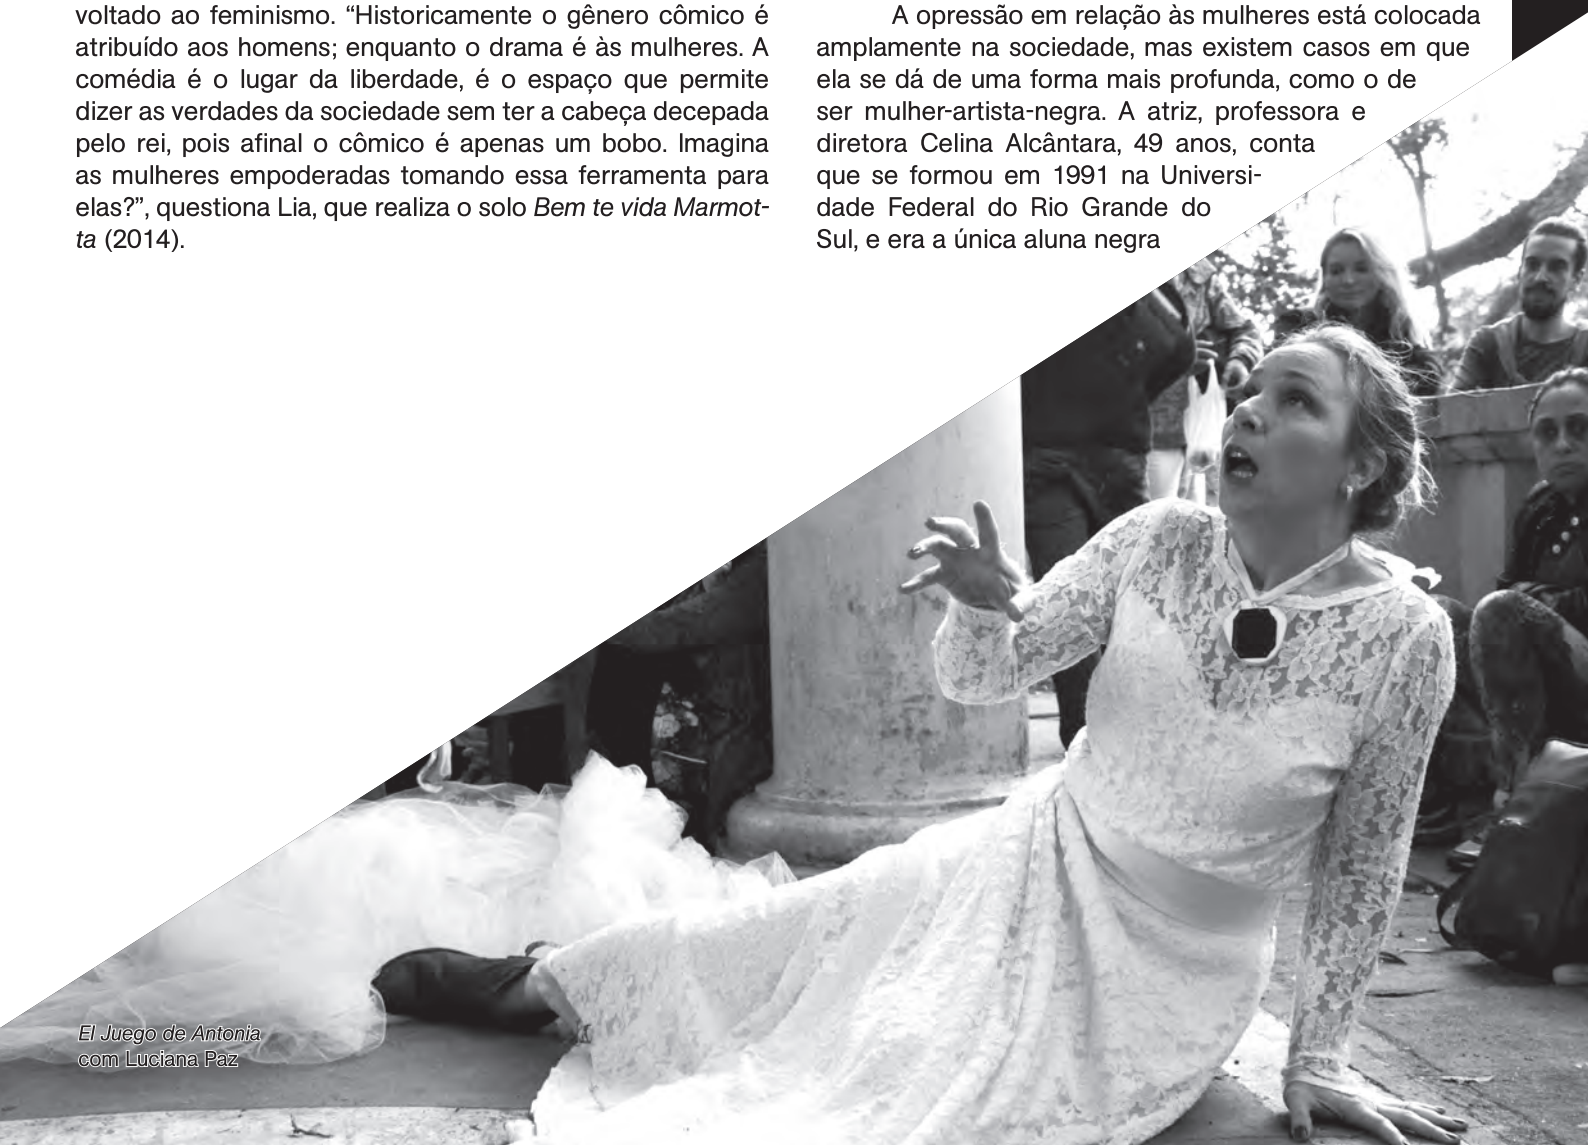 voltado ao feminismo. “Historicamente o gênero cômico é
atribuído aos homens; enquanto o drama é às mulheres. A
comédia é o lugar da liberdade, é o espaço que permite
dizer as verdades da sociedade sem ter a cabeça decepada
pelo rei, pois afinal o cômico é apenas um bobo. Imagina
as mulheres empoderadas tomando essa ferramenta para
elas?”, questiona Lia, que realiza o solo Bem te vida Marmot-
ta (2014).
A opressão em relação às mulheres está colocada
amplamente na sociedade, mas existem casos em que
ela se dá de uma forma mais profunda, como o de
ser mulher-artista-negra. A atriz, professora e
diretora Celina Alcântara, 49 anos, conta
que se formou em 1991 na Universi-
dade Federal do Rio Grande do
Sul, e era a única aluna negra
El Juego de Antonia
com Luciana Paz